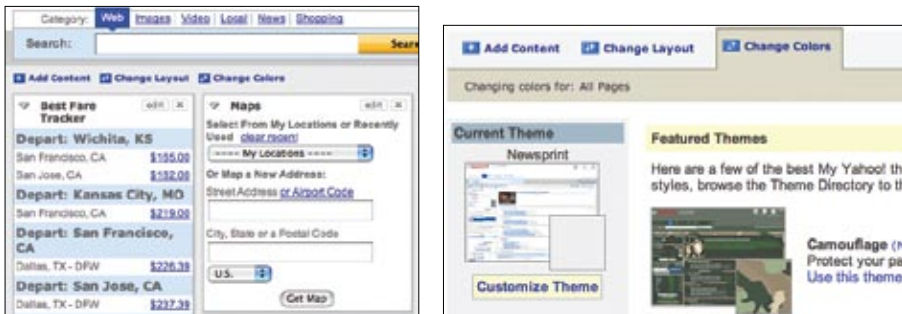 Category: Web Images Video Local News Shopping
Search: Sear
Add Content Change Layout Change Colors
Best Fare Tracker edit
Depart: Wichita, KS
San Francisco, CA $155.00
San Jose, CA $182.00
Depart: Kansas City, MO
San Francisco, CA $219.00
Depart: San Francisco, CA
Dallas, TX - DFW $226.39
Depart: San Jose, CA
Dallas, TX - DFW $237.39
Maps edit
Select From My Locations or Recently
Used clear recent
---- My Locations ----
Or Map a New Address:
Street Address or Airport Code
City, State or a Postal Code
U.S.
Get Map
Add Content Change Layout Change Colors
Changing colors for: All Pages
Current Theme
Newsprint
Customize Theme
Featured Themes
Here are a few of the best My Yahoo! th
styles, browse the Theme Directory to th
Camouflage (N
Protect your pa
Use this theme